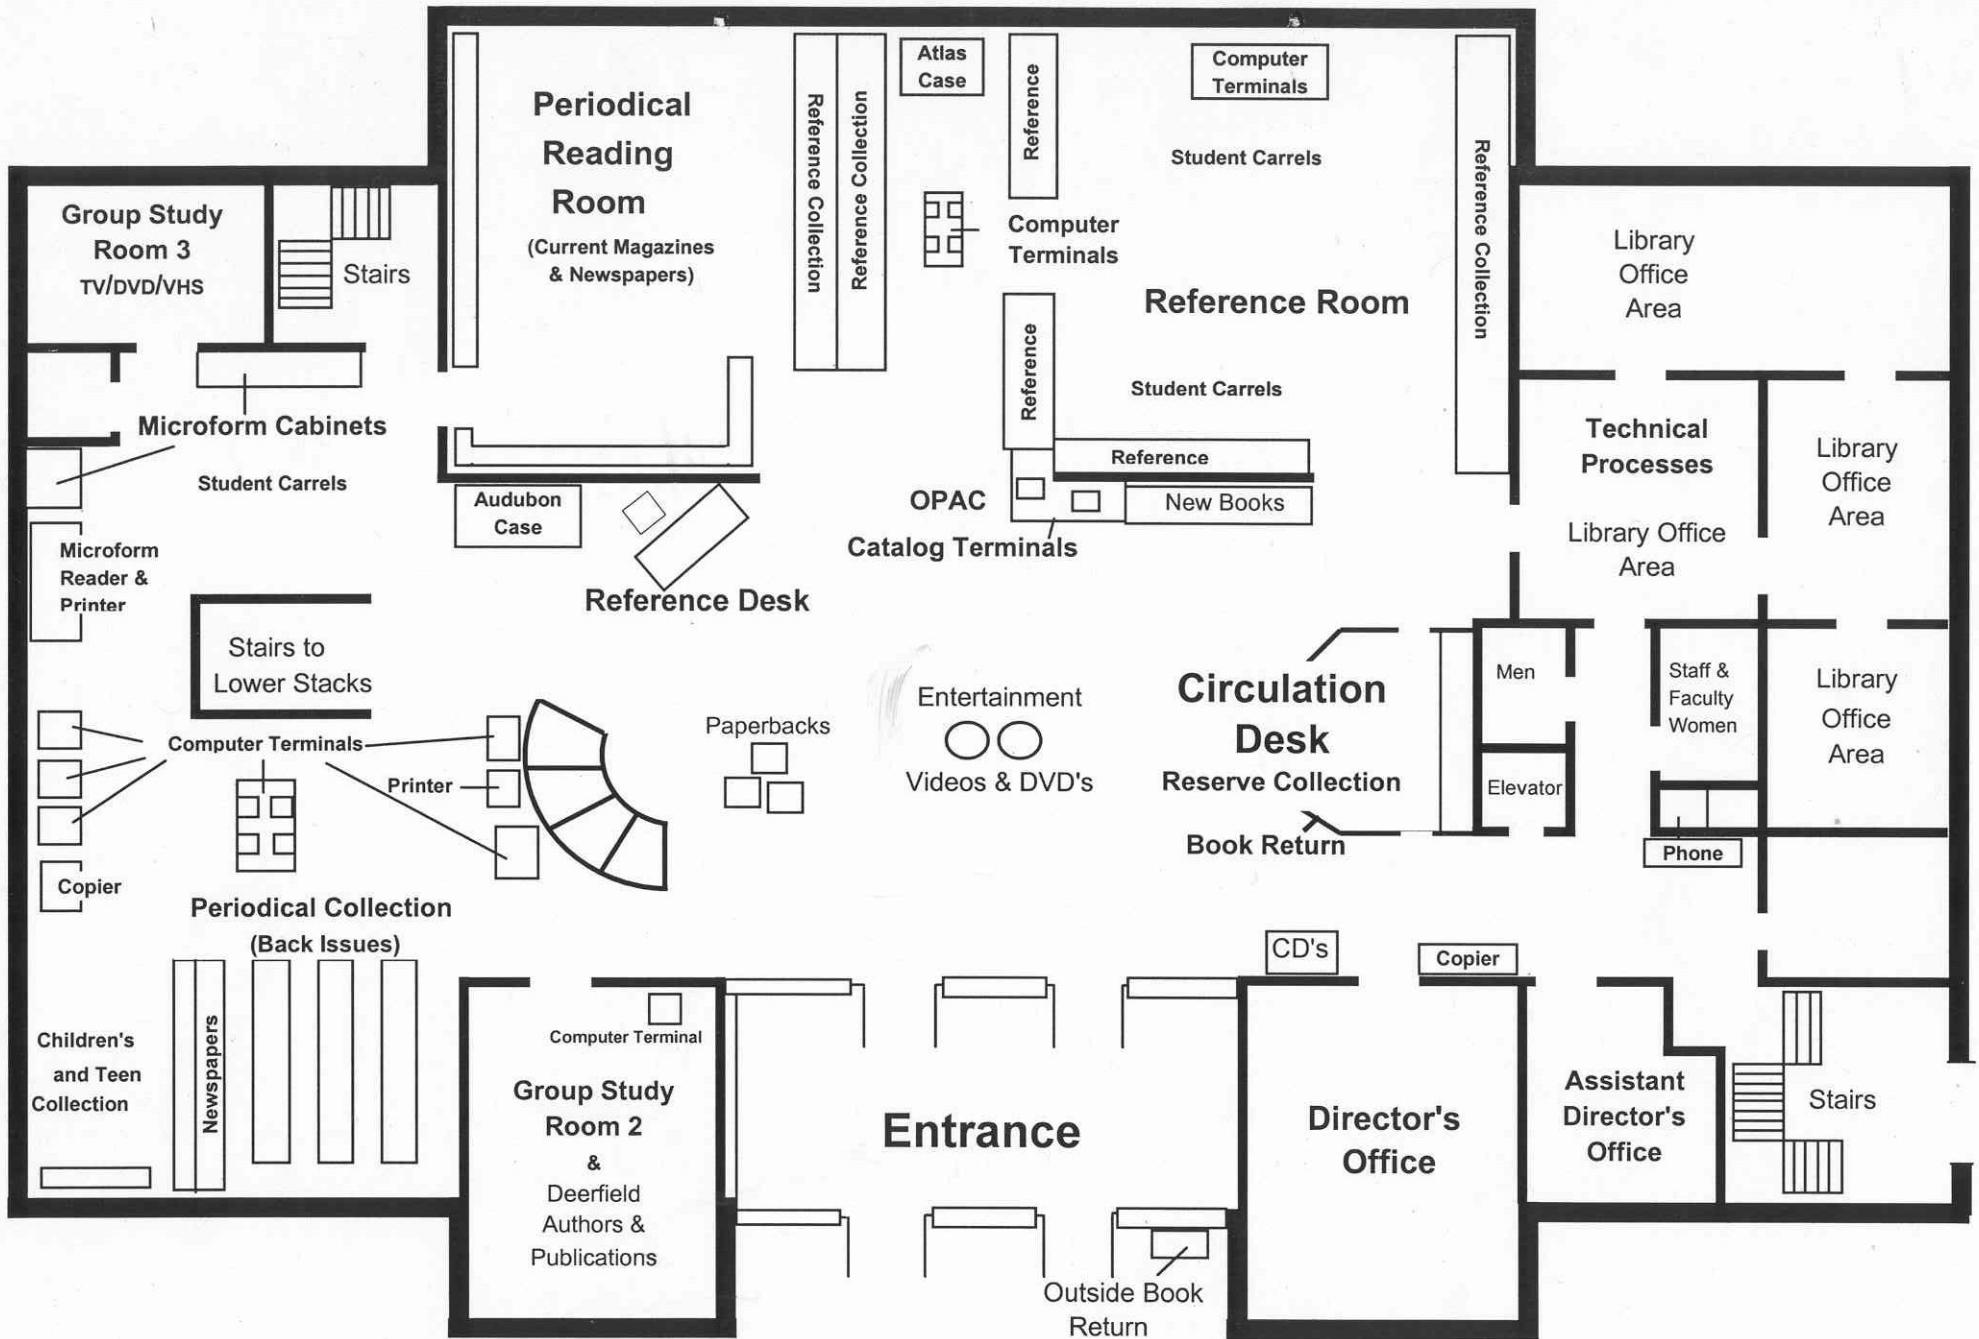 Periodical
Reading
Room
(Current Magazines
& Newspapers)
Reference Collection
Reference Collection
Atlas
Case
Reference
Computer
Terminals
Student Carrels
Reference Collection
Group Study
Room 3
TV/DVD/VHS
Stairs
Computer
Terminals
Reference Room
Library
Office
Area
Reference
Student Carrels
Reference
Microform Cabinets
Student Carrels
Technical
Processes
Library Office
Area
Library
Office
Area
Audubon
Case
OPAC
New Books
Catalog Terminals
Microform
Reader &
Printer
Reference Desk
Stairs to
Lower Stacks
Men
Staff &
Faculty
Women
Library
Office
Area
Circulation
Desk
Reserve Collection
Entertainment
Videos & DVD's
Paperbacks
Computer Terminals
Printer
Elevator
Book Return
Phone
Copier
Periodical Collection
(Back Issues)
CD's
Copier
Children's
and Teen
Collection
Newspapers
Computer Terminal
Group Study
Room 2
&
Deerfield
Authors &
Publications
Entrance
Director's
Office
Assistant
Director's
Office
Stairs
Outside Book
Return